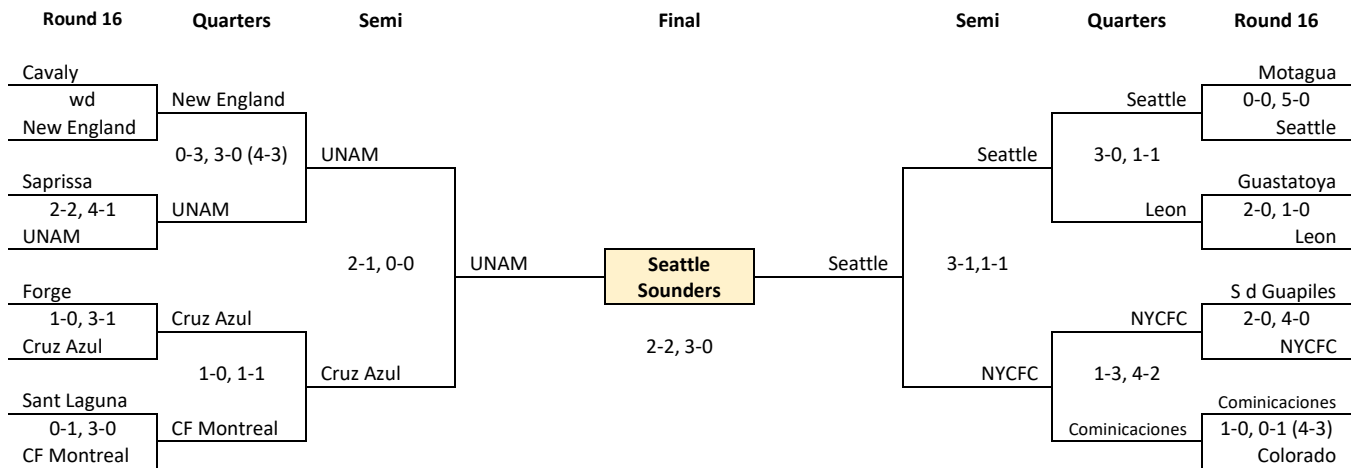 Round 16 Quarters Semi Final Semi Quarters Round 16
Cavaly Motagua
wd New England Seattle 0-0, 5-0
New England Seattle
0-3, 3-0 (4-3) UNAM Seattle 3-0, 1-1
Saprissa Guastatoya
2-2, 4-1 UNAM Leon 2-0, 1-0
UNAM Leon
2-1, 0-0 UNAM Seattle Sounders Seattle 3-1,1-1
Forge S d Guapiles
1-0, 3-1 Cruz Azul NYCFC 2-0, 4-0
Cruz Azul 2-2, 3-0 NYCFC
1-0, 1-1 Cruz Azul NYCFC 1-3, 4-2
Sant Laguna Cominicaciones
0-1, 3-0 CF Montreal Cominicaciones 1-0, 0-1 (4-3)
CF Montreal Colorado